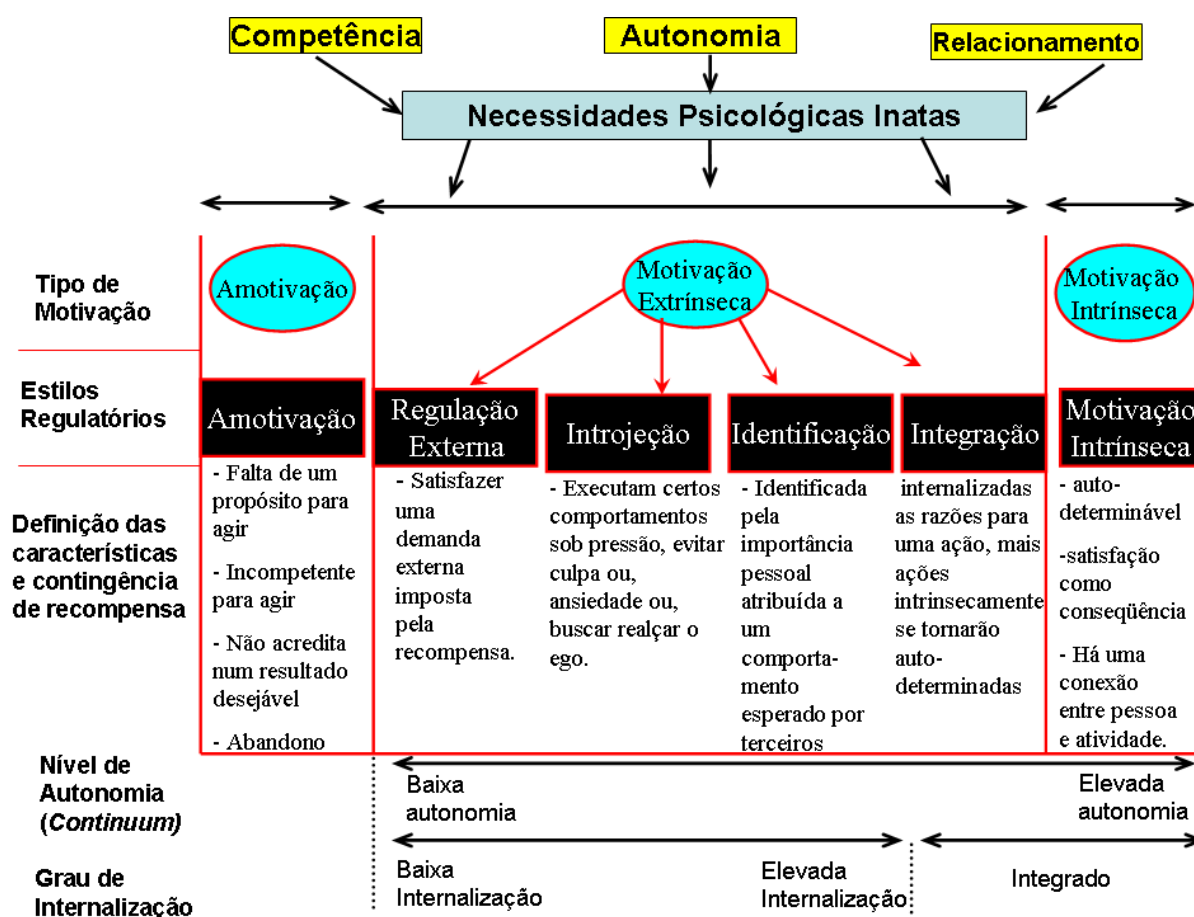 Competência
Autonomia
Relacionamento
Necessidades Psicológicas Inatas
Tipo de
Motivação
Amotivação
Motivação
Extrínseca
Motivação
Intrínseca
Estilos
Regulatórios
Amotivação
Regulação
Externa
Introjeção
Identificação
Integração
Motivação
Intrínseca
Definição das
características
e contingência
de recompensa
- Falta de um
propósito para
agir
- Incompetente
para agir
- Não acredita
num resultado
desejável
- Abandono
- Satisfazer
uma
demanda
externa
imposta
pela
recompensa.
- Executam certos
comportamentos
sob pressão, evitar
culpa ou,
ansiedade ou,
buscar realçar o
ego.
- Identificada
pela
importância
pessoal
atribuída a
um
comporta-
mento
esperado por
terceiros
internalizadas
as razões para
uma ação, mais
ações
intrinsecamente
se tornarão
auto-
determinadas
- auto-
determinável
-satisfação
como
conseqüência
- Há uma
conexão
entre pessoa
e atividade.
Nível de
Autonomia
(Continuum)
Baixa
autonomia
Elevada
autonomia
Grau de
Internalização
Baixa
Internalização
Elevada
Internalização
Integrado